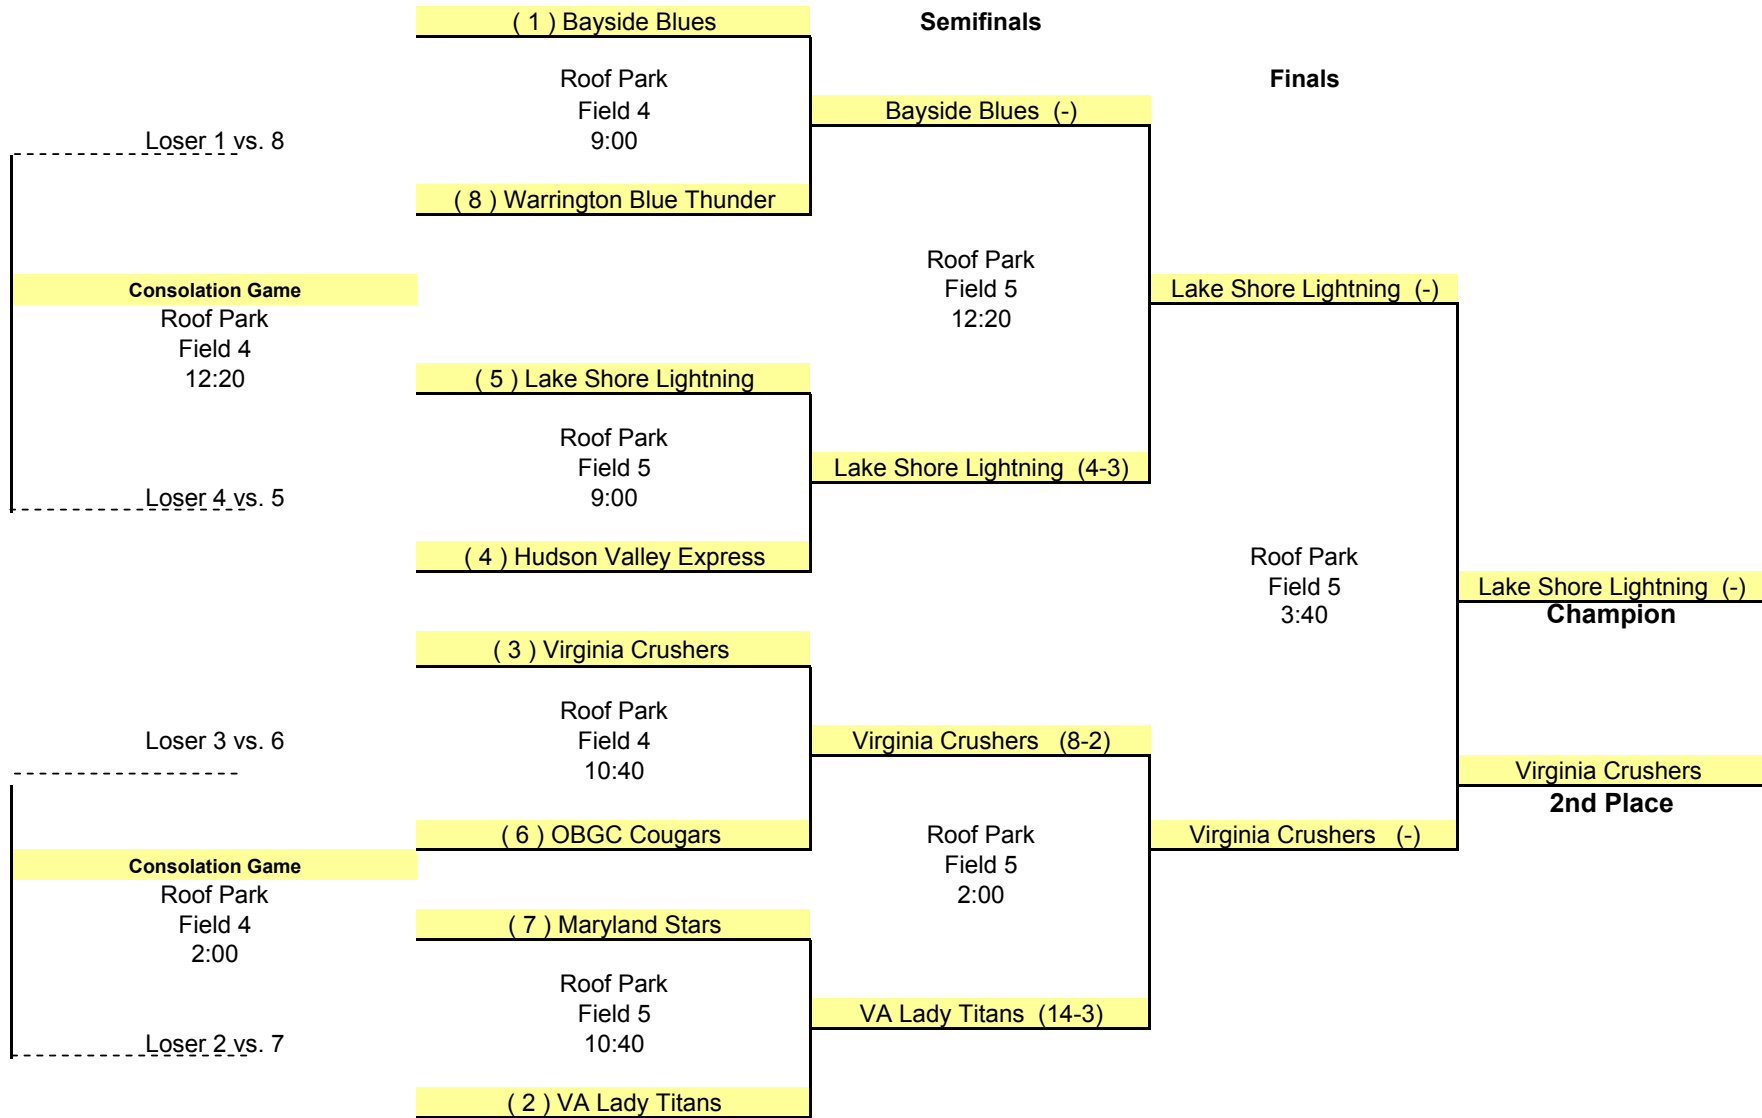 ( 1 ) Bayside Blues
Semifinals
Roof Park
Finals
Field 4
Bayside Blues (-)
Loser 1 vs. 8
9:00
( 8 ) Warrington Blue Thunder
Roof Park
Consolation Game
Field 5
Lake Shore Lightning (-)
Roof Park
12:20
Field 4
12:20
( 5 ) Lake Shore Lightning
Roof Park
Field 5
Lake Shore Lightning (4-3)
Loser 4 vs. 5
9:00
( 4 ) Hudson Valley Express
Roof Park
Field 5
Lake Shore Lightning (-)
3:40
Champion
( 3 ) Virginia Crushers
Roof Park
Loser 3 vs. 6
Field 4
Virginia Crushers (8-2)
10:40
Virginia Crushers
2nd Place
( 6 ) OBGC Cougars
Roof Park
Virginia Crushers (-)
Consolation Game
Field 5
Roof Park
2:00
Field 4
( 7 ) Maryland Stars
2:00
Roof Park
Field 5
VA Lady Titans (14-3)
Loser 2 vs. 7
10:40
( 2 ) VA Lady Titans